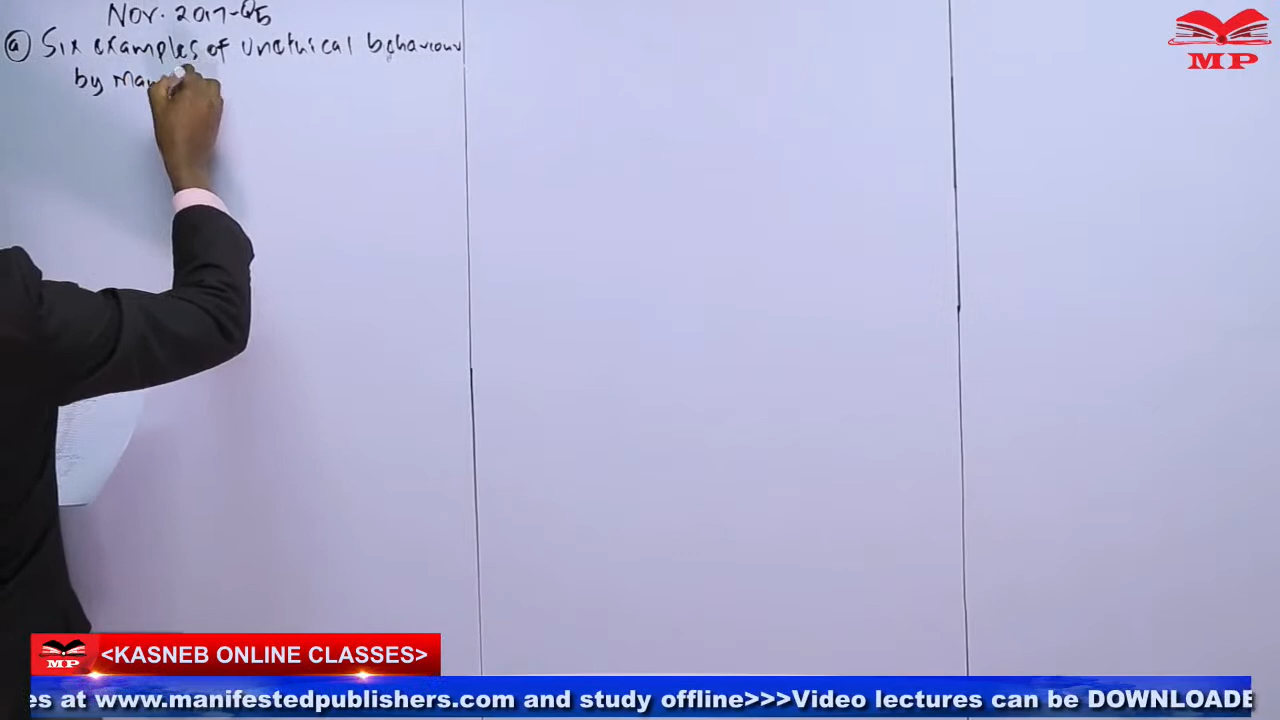 Nov. 2017-Q5
(a) Six examples of unethical behaviour
by Man
MP
MP
<KASNEB ONLINE CLASSES>
es at www.manifestedpublishers.com and study offline>>>Video lectures can be DOWNLOADE